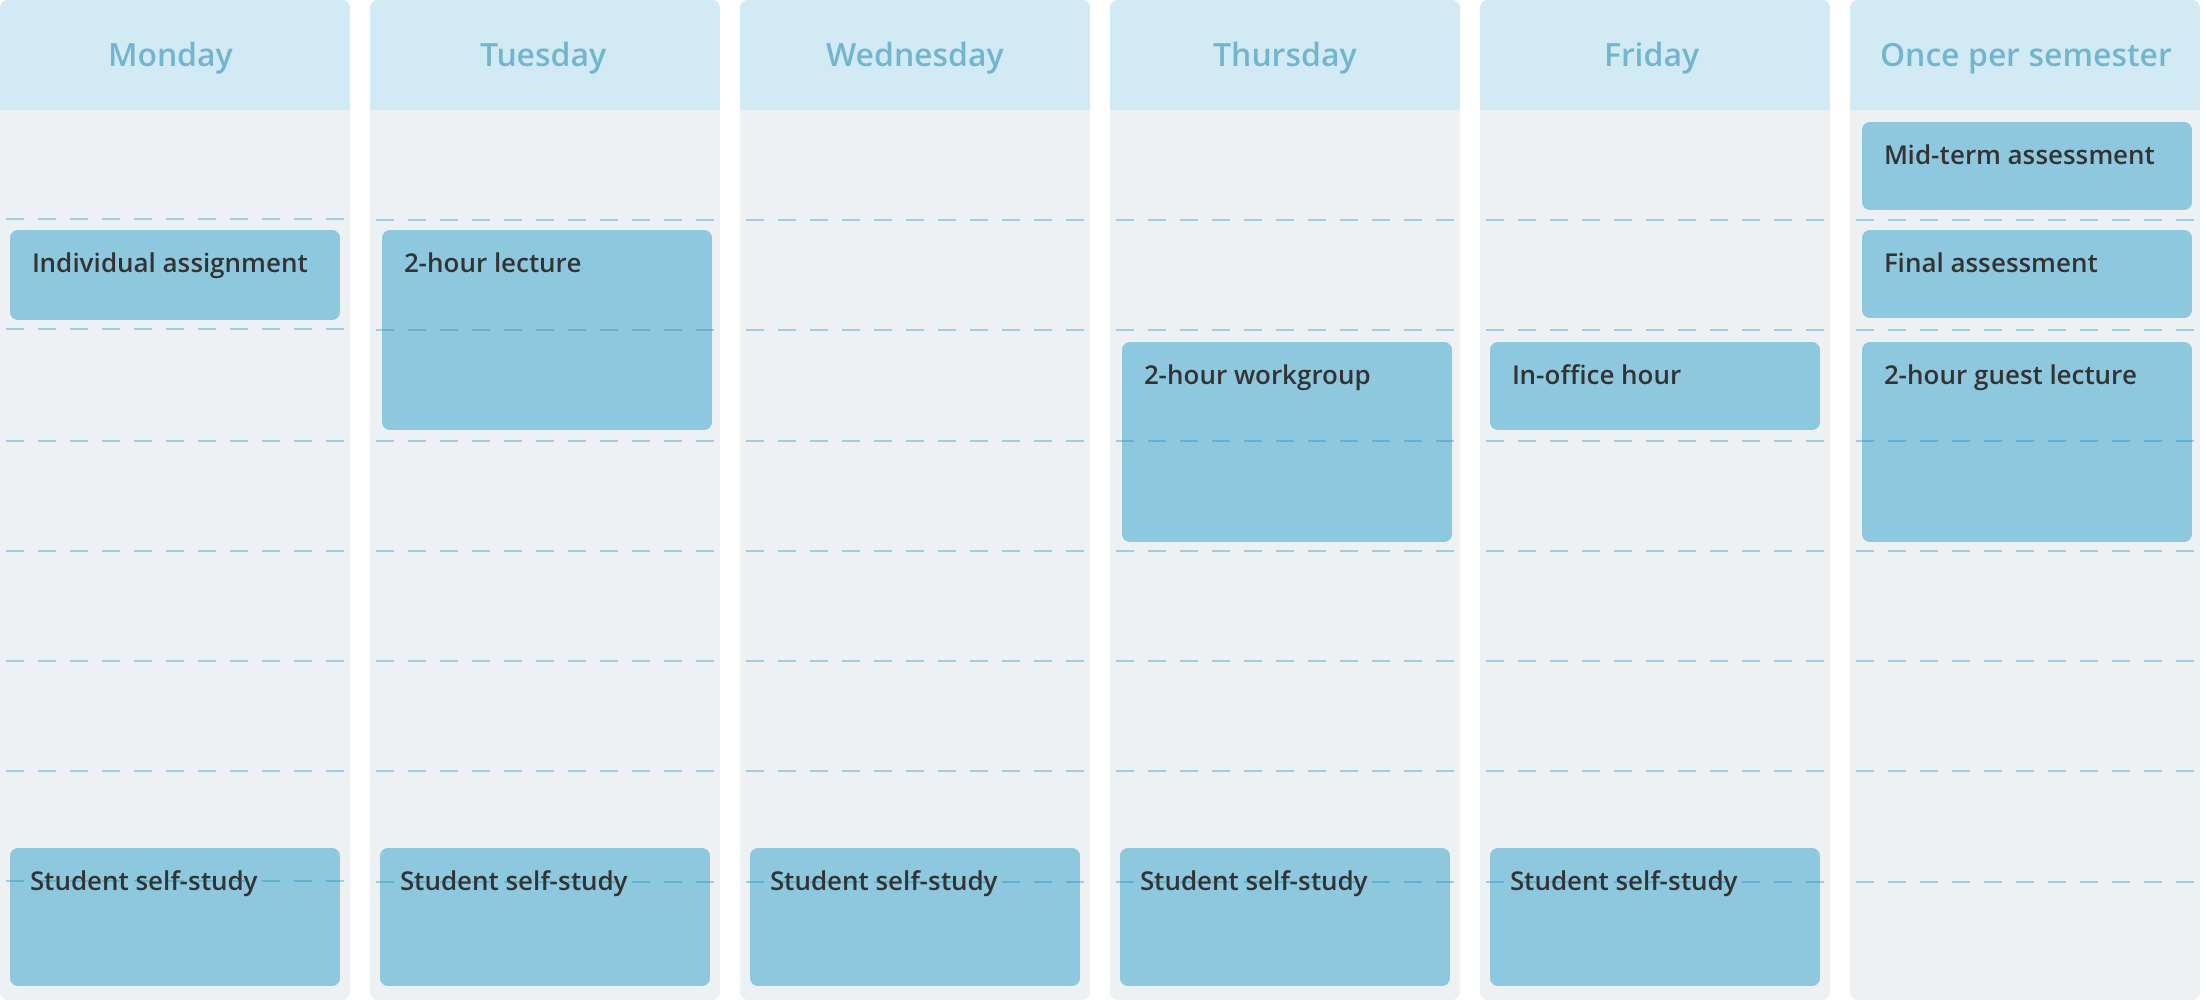 Monday
Tuesday
Wednesday
Thursday
Friday
Once per semester
Mid-term assessment
Individual assignment
2-hour lecture
Final assessment
2-hour workgroup
In-office hour
2-hour guest lecture
Student self-study
Student self-study
Student self-study
Student self-study
Student self-study